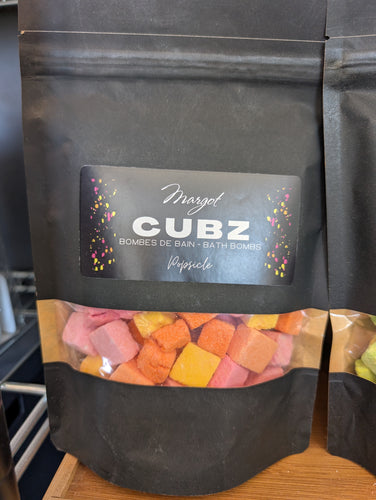 Margot
CUBZ
BOMBES DE BAIN - BATH BOMBS
Popsicle